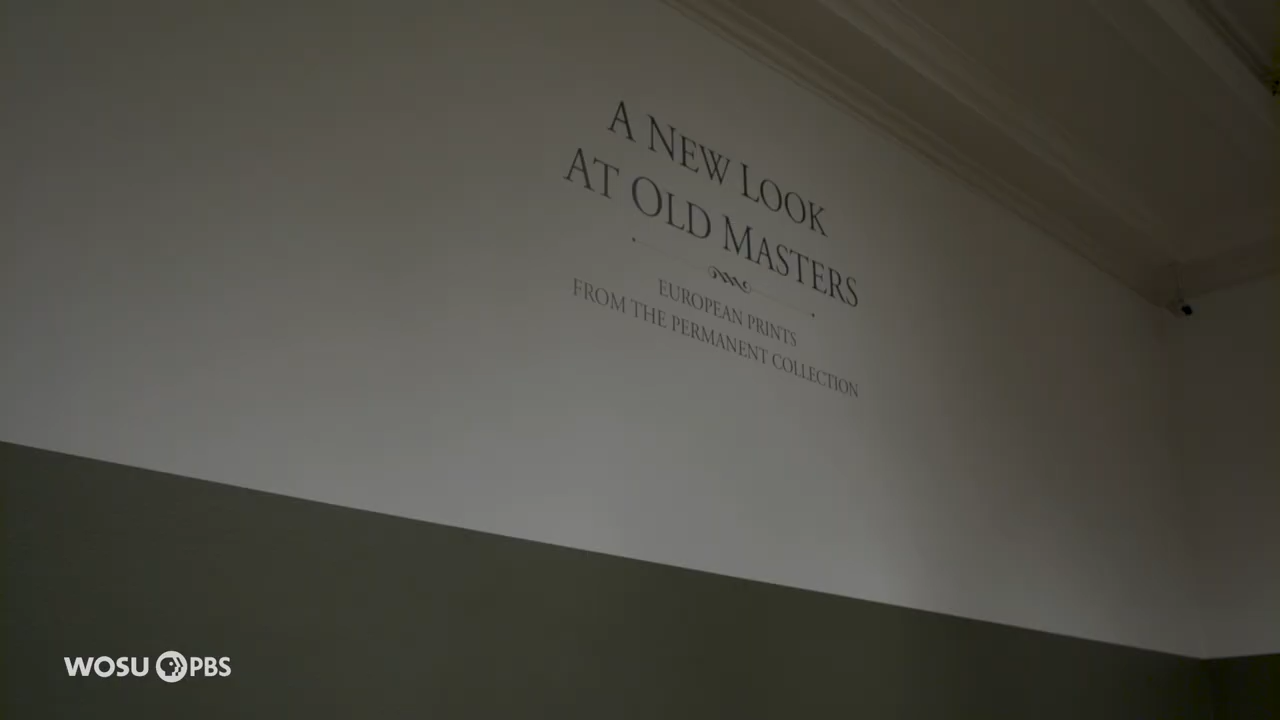 A NEW LOOK
AT OLD MASTERS
EUROPEAN PRINTS
FROM THE PERMANENT COLLECTION
WOSU PBS